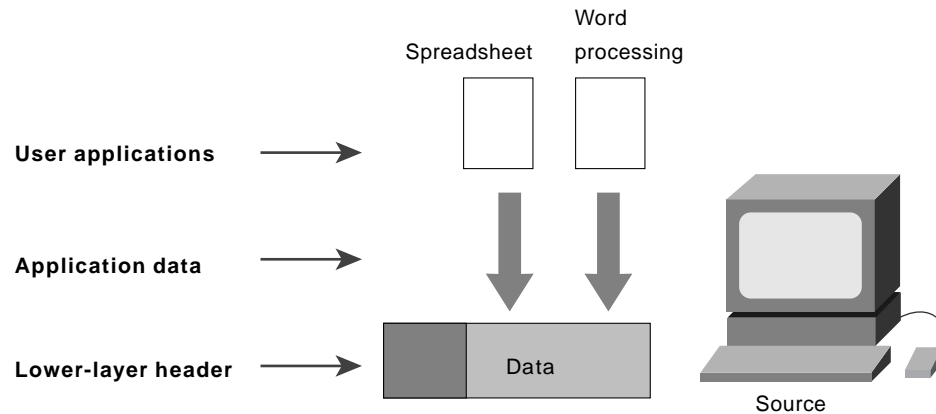 Word
Spreadsheet processing
User applications
Application data
Lower-layer header
Data
Source